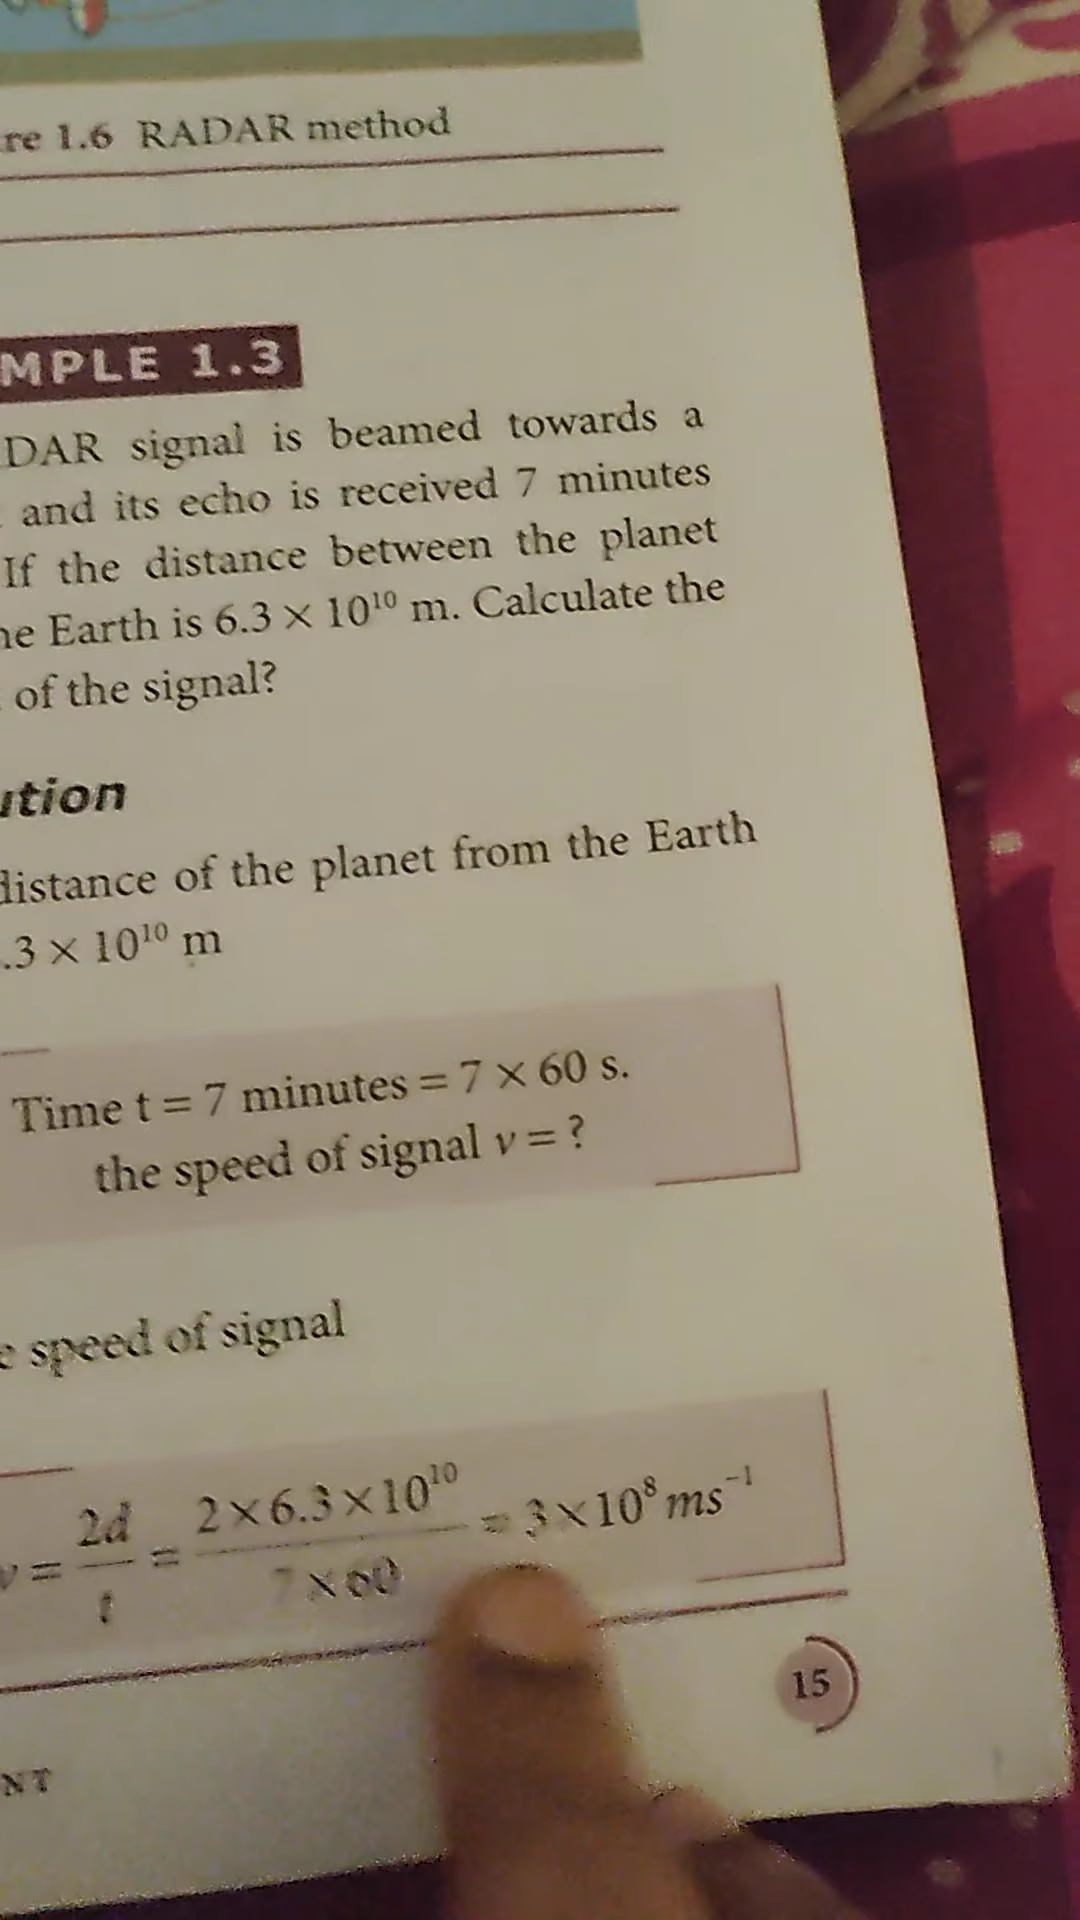 re 1.6 RADAR method
MPLE 1.3
DAR signal is beamed towards a
and its echo is received 7 minutes
If the distance between the planet
he Earth is 6.3 × 10¹⁰ m. Calculate the
of the signal?
ution
distance of the planet from the Earth
.3 × 10¹⁰ m
Time t = 7 minutes = 7 × 60 s.
the speed of signal v = ?
e speed of signal
v = 2d/t = 2×6.3×10¹⁰/7×60 = 3×10⁸ ms⁻¹
15
NT